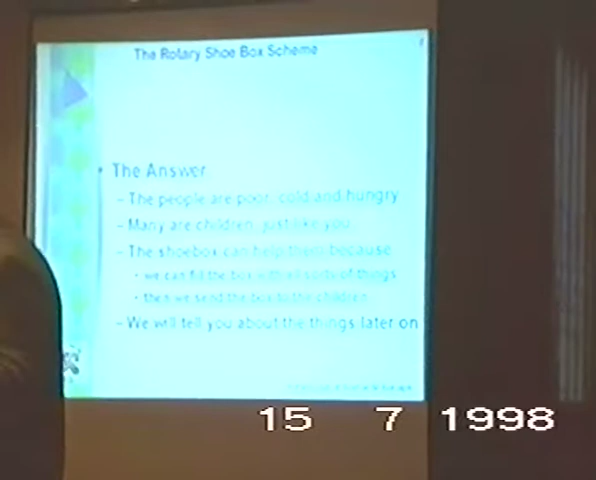 The Rotary Shoe Box Scheme
• The Answer
– The people are poor, cold and hungry
– Many are children, just like you.
– The shoebox can help them because
• we can fill the box with all sorts of things
• then we send the box to the children
– We will tell you about the things later on
15 7 1998